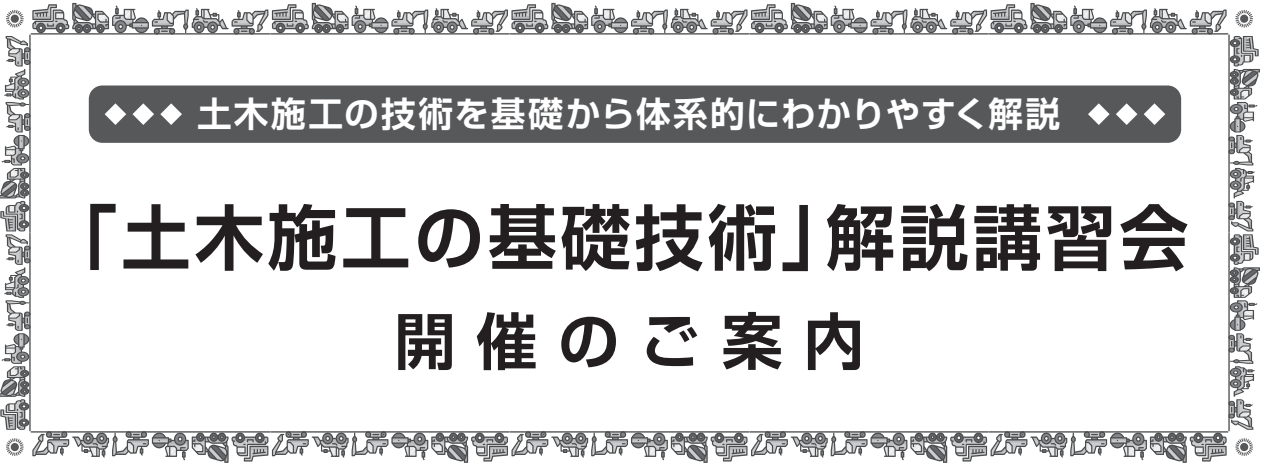 ◆◆◆ 土木施工の技術を基礎から体系的にわかりやすく解説 ◆◆◆
「土木施工の基礎技術」解説講習会
開催のご案内